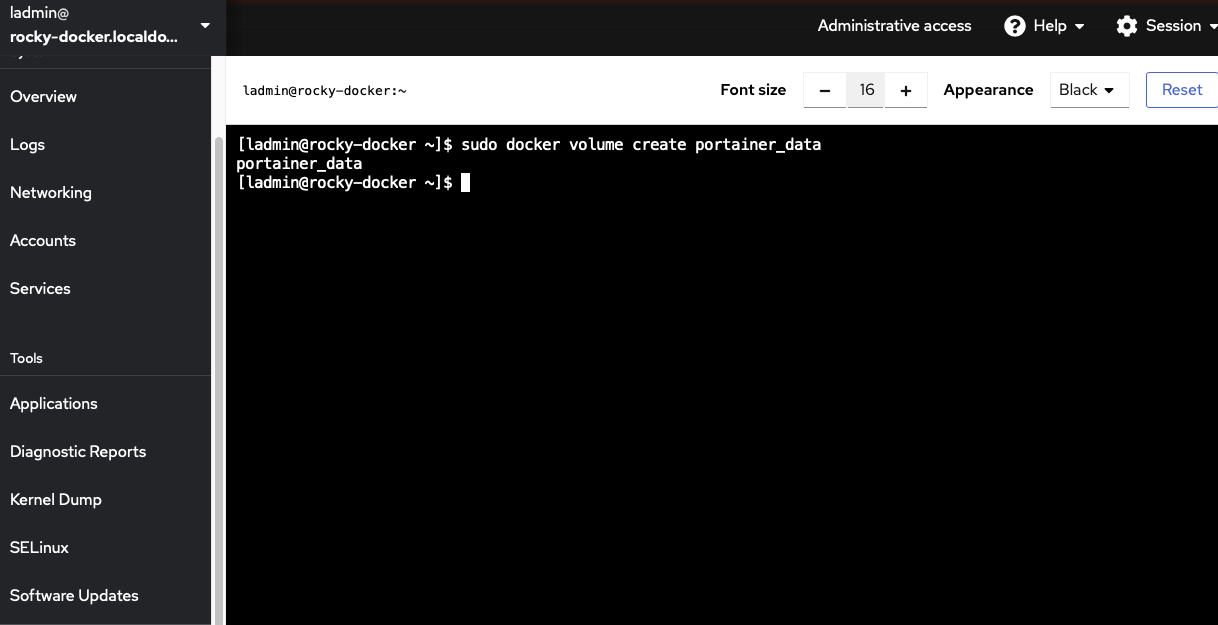 ladmin@
rocky-docker.localdo...
Administrative access
Help
Session
Overview
Logs
Networking
Accounts
Services
Tools
Applications
Diagnostic Reports
Kernel Dump
SELinux
Software Updates
ladmin@rocky-docker:~
Font size
− 16 +
Appearance
Black
Reset
[ladmin@rocky-docker ~]$ sudo docker volume create portainer_data
portainer_data
[ladmin@rocky-docker ~]$